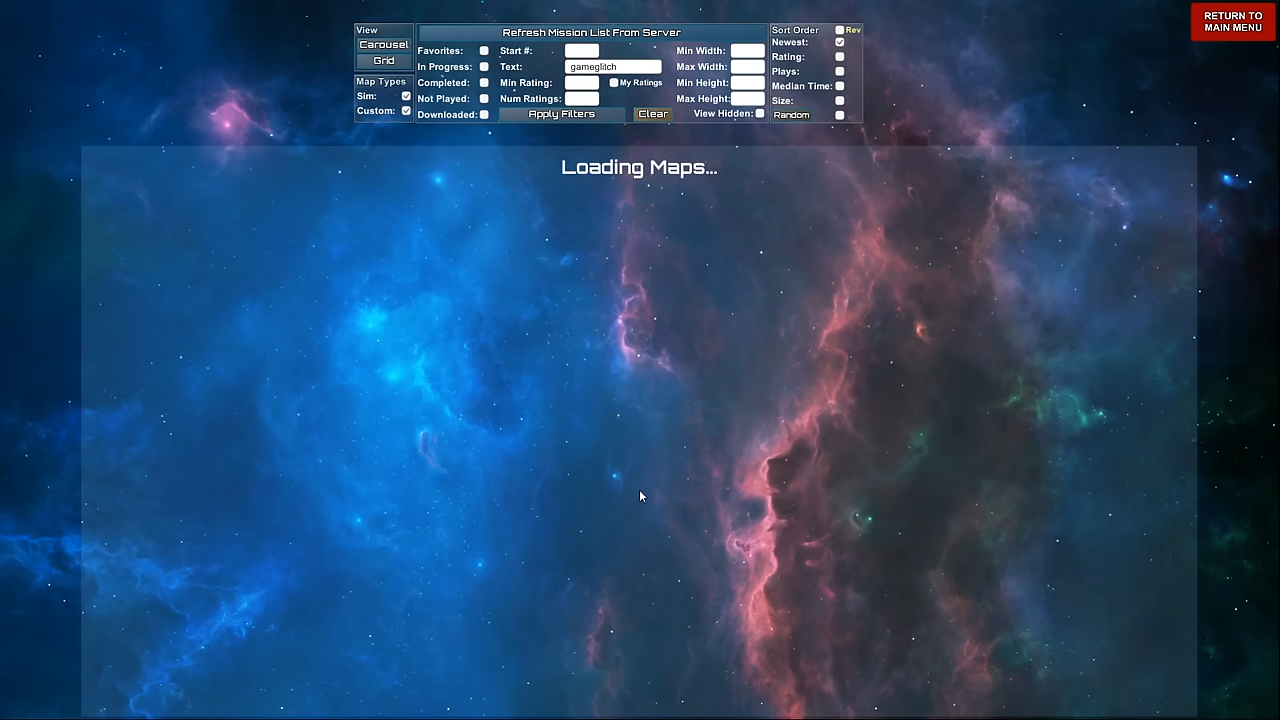 RETURN TO
MAIN MENU
View
Carousel
Grid
Map Types
Sim:
Custom:
Refresh Mission List From Server
Favorites:
In Progress:
Completed:
Not Played:
Downloaded:
Start #:
Text: gameglitch
Min Rating: My Ratings
Num Ratings:
Apply Filters Clear
Min Width:
Max Width:
Min Height:
Max Height:
View Hidden:
Sort Order Rev
Newest:
Rating:
Plays:
Median Time:
Size:
Random
Loading Maps...